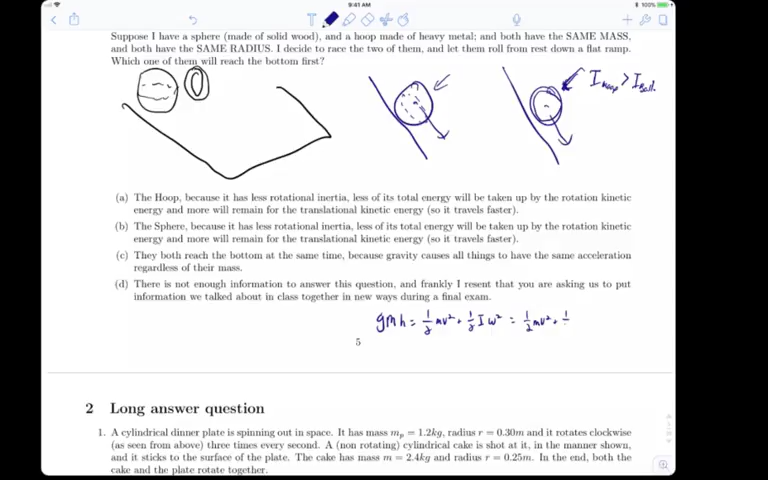 9:41 AM
100%
Suppose I have a sphere (made of solid wood), and a hoop made of heavy metal; and both have the SAME MASS,
and both have the SAME RADIUS. I decide to race the two of them, and let them roll from rest down a flat ramp.
Which one of them will reach the bottom first?
I hoop > I Ball.
(a) The Hoop, because it has less rotational inertia, less of its total energy will be taken up by the rotation kinetic
energy and more will remain for the translational kinetic energy (so it travels faster).
(b) The Sphere, because it has less rotational inertia, less of its total energy will be taken up by the rotation kinetic
energy and more will remain for the translational kinetic energy (so it travels faster).
(c) They both reach the bottom at the same time, because gravity causes all things to have the same acceleration
regardless of their mass.
(d) There is not enough information to answer this question, and frankly I resent that you are asking us to put
information we talked about in class together in new ways during a final exam.
gmh = 1/2 mv² + 1/2 I ω² = 1/2 mv² + 1/
5
2 Long answer question
1. A cylindrical dinner plate is spinning out in space. It has mass mₚ = 1.2kg, radius r = 0.30m and it rotates clockwise
(as seen from above) three times every second. A (non rotating) cylindrical cake is shot at it, in the manner shown,
and it sticks to the surface of the plate. The cake has mass m = 2.4kg and radius r = 0.25m. In the end, both the
cake and the plate rotate together.